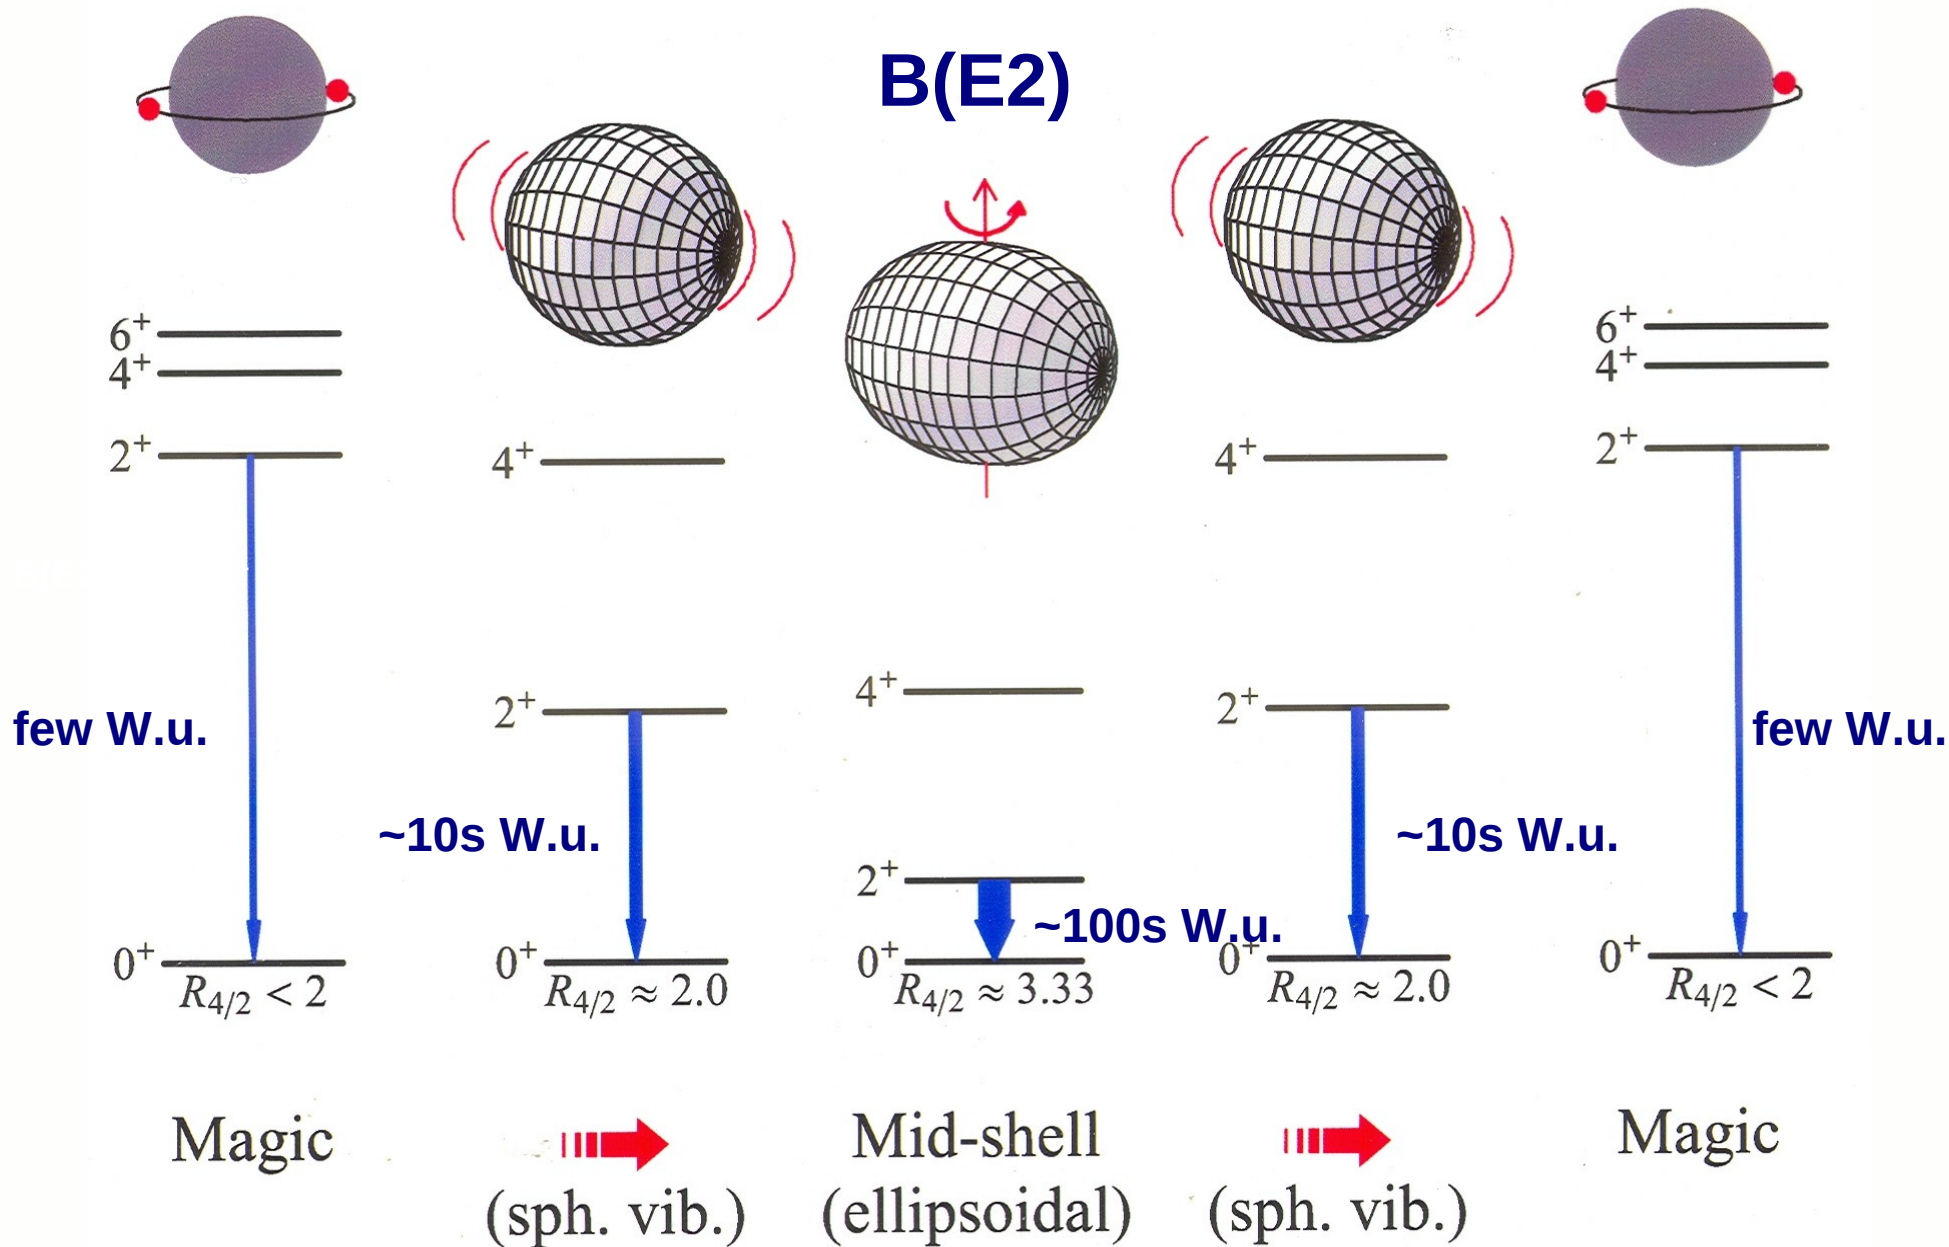 B(E2)
6⁺
4⁺
2⁺
few W.u.
0⁺
R₄/₂ < 2
Magic
4⁺
2⁺
~10s W.u.
0⁺
R₄/₂ ≈ 2.0
(sph. vib.)
4⁺
2⁺
~100s W.u.
0⁺
R₄/₂ ≈ 3.33
Mid-shell
(ellipsoidal)
4⁺
2⁺
~10s W.u.
0⁺
R₄/₂ ≈ 2.0
(sph. vib.)
6⁺
4⁺
2⁺
few W.u.
0⁺
R₄/₂ < 2
Magic